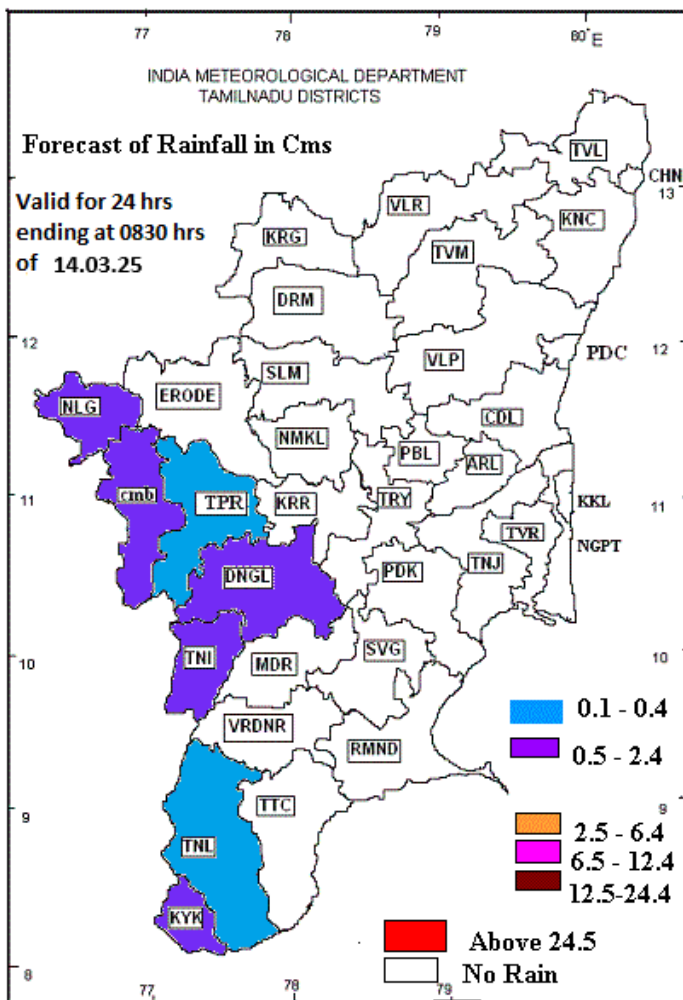 77 78 79 80°E
INDIA METEOROLOGICAL DEPARTMENT
TAMILNADU DISTRICTS
Forecast of Rainfall in Cms
TVL
CHN
13
Valid for 24 hrs
ending at 0830 hrs
of 14.03.25
VLR
KNC
KRG
TVM
DRM
12
12
PDC
VLP
SLM
ERODE
NLG
CDL
NMKL
PBL
ARL
11
cmb
TPR
KRR
TRY
11
KKL
TVR
NGPT
TNJ
DNGL
PDK
10
TNI
MDR
SVG
10
0.1 - 0.4
VRDNR
RMND
0.5 - 2.4
9
TTC
9
2.5 - 6.4
TNL
6.5 - 12.4
12.5-24.4
KYK
Above 24.5
8
No Rain
77 78 79